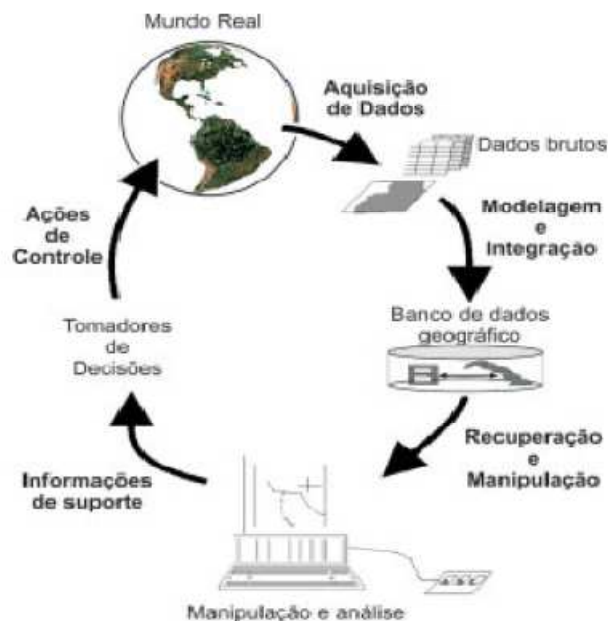 Mundo Real
Aquisição
de Dados
Dados brutos
Modelagem
e
Integração
Banco de dados
geográfico
Recuperação
e
Manipulação
Manipulação e análise
Informações
de suporte
Tomadores
de
Decisões
Ações
de
Controle